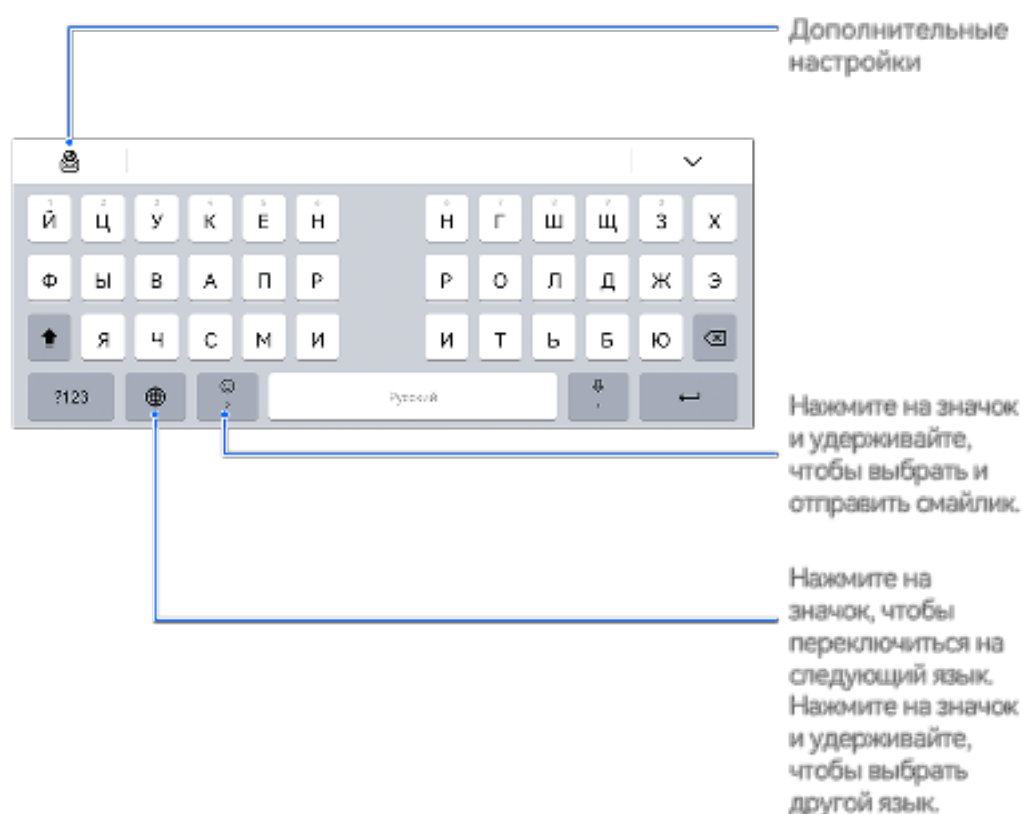 Дополнительные
настройки
Й Ц У К Е Н Н Г Ш Щ З Х
Ф Ы В А П Р Р О Л Д Ж Э
Я Ч С М И И Т Ь Б Ю
?123
Русский
Нажмите на значок
и удерживайте,
чтобы выбрать и
отправить смайлик.
Нажмите на
значок, чтобы
переключиться на
следующий язык.
Нажмите на значок
и удерживайте,
чтобы выбрать
другой язык.